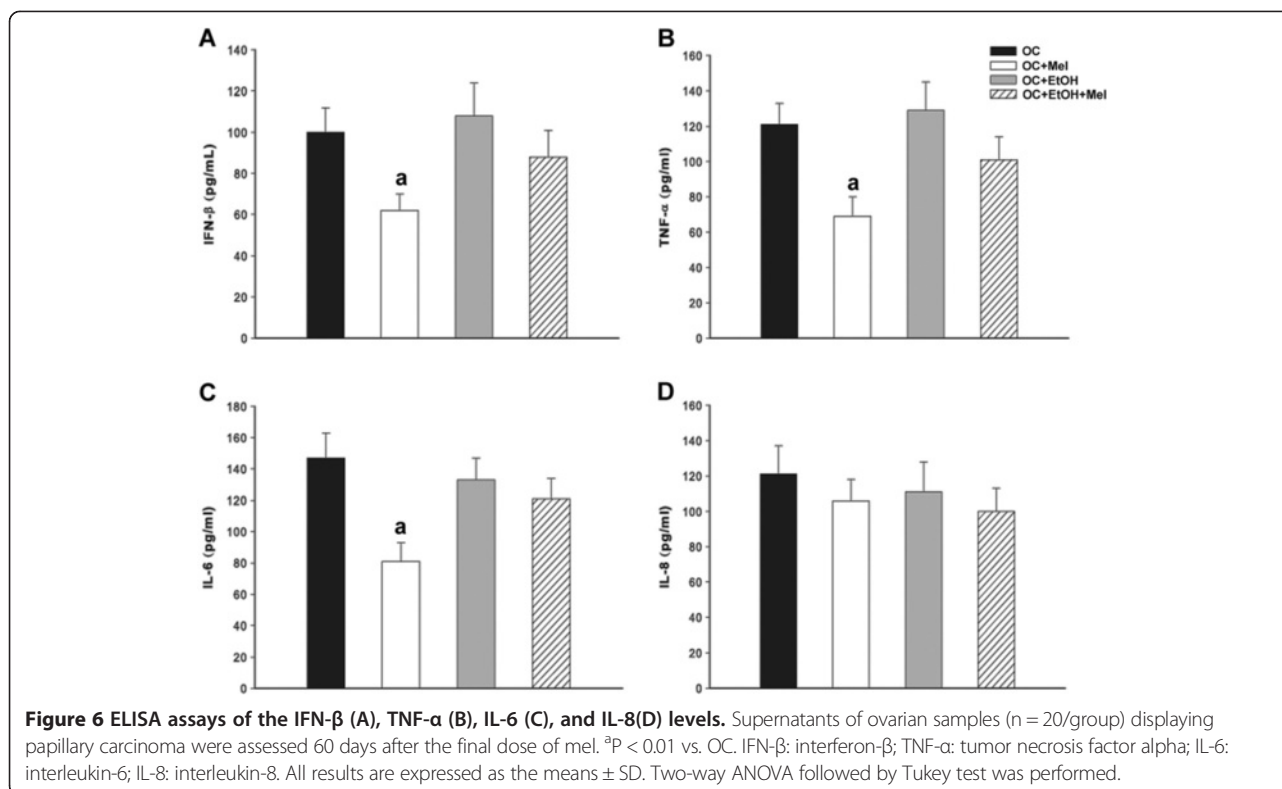 A
140
120
100
80
60
40
20
0
IFN-β (pg/mL)
a
B
160
140
120
100
80
60
40
20
0
TNF-α (pg/ml)
a
OC
OC+Mel
OC+EtOH
OC+EtOH+Mel
C
180
160
140
120
100
80
60
40
20
0
IL-6 (pg/ml)
a
D
160
140
120
100
80
60
40
20
0
IL-8 (pg/ml)
Figure 6 ELISA assays of the IFN-β (A), TNF-α (B), IL-6 (C), and IL-8(D) levels. Supernatants of ovarian samples (n = 20/group) displaying
papillary carcinoma were assessed 60 days after the final dose of mel. ᵃP < 0.01 vs. OC. IFN-β: interferon-β; TNF-α: tumor necrosis factor alpha; IL-6:
interleukin-6; IL-8: interleukin-8. All results are expressed as the means ± SD. Two-way ANOVA followed by Tukey test was performed.